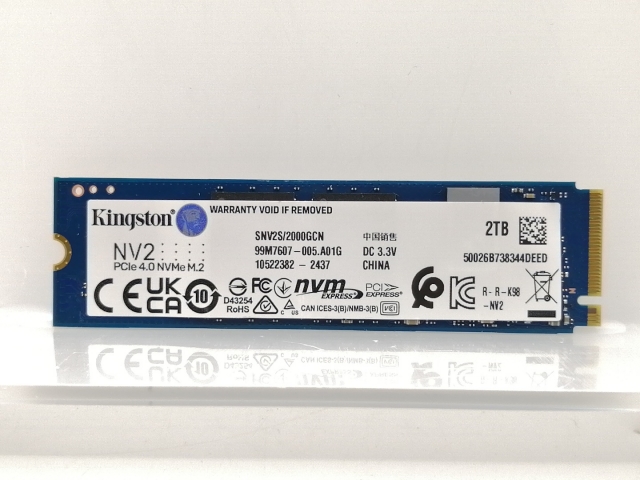 Kingston
WARRANTY VOID IF REMOVED
NV2
PCIe 4.0 NVMe M.2
SNV2S/2000GCN
中国销售
99M7607-005.A01G
DC 3.3V
10522382 - 2437
CHINA
2TB
50026B738344DEED
CE UK CA
10
D43254
RoHS
FC
nvm
EXPRESS
PCI
EXPRESS
CAN ICES-3(B)/NMB-3(B)
VCI
R-R-K98
-NV2